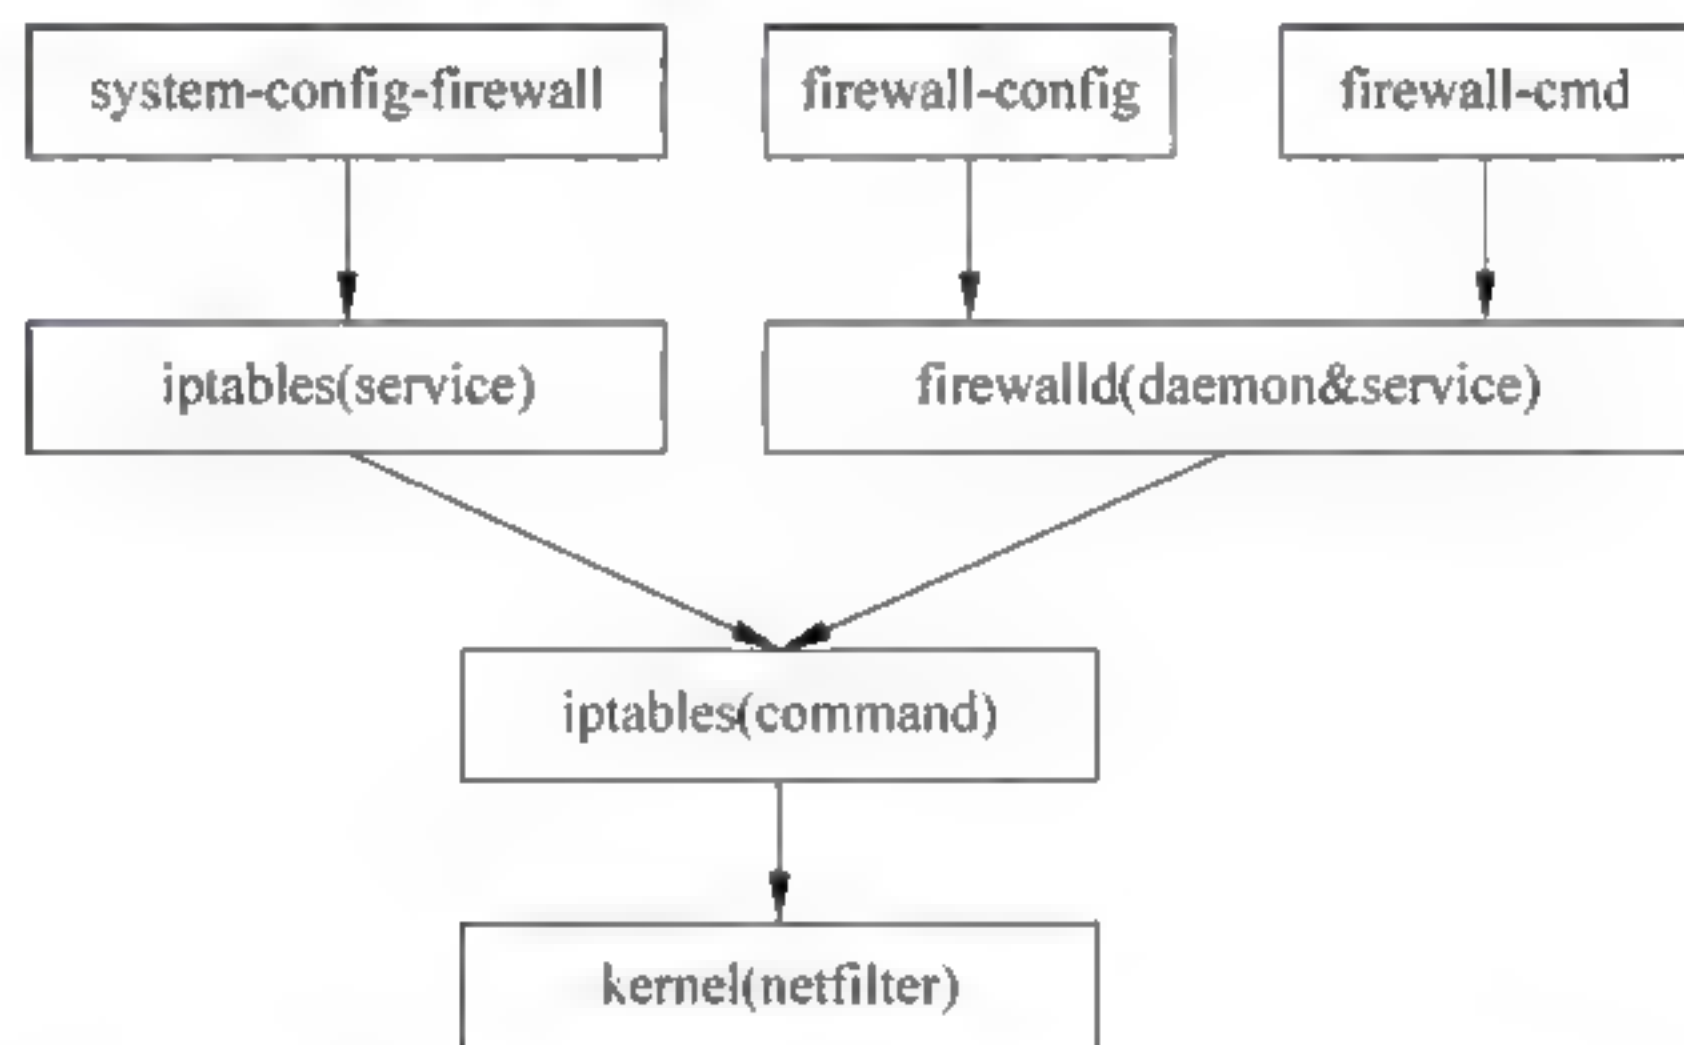 system-config-firewall
firewall-config
firewall-cmd
iptables(service)
firewalld(daemon&service)
iptables(command)
kernel(netfilter)